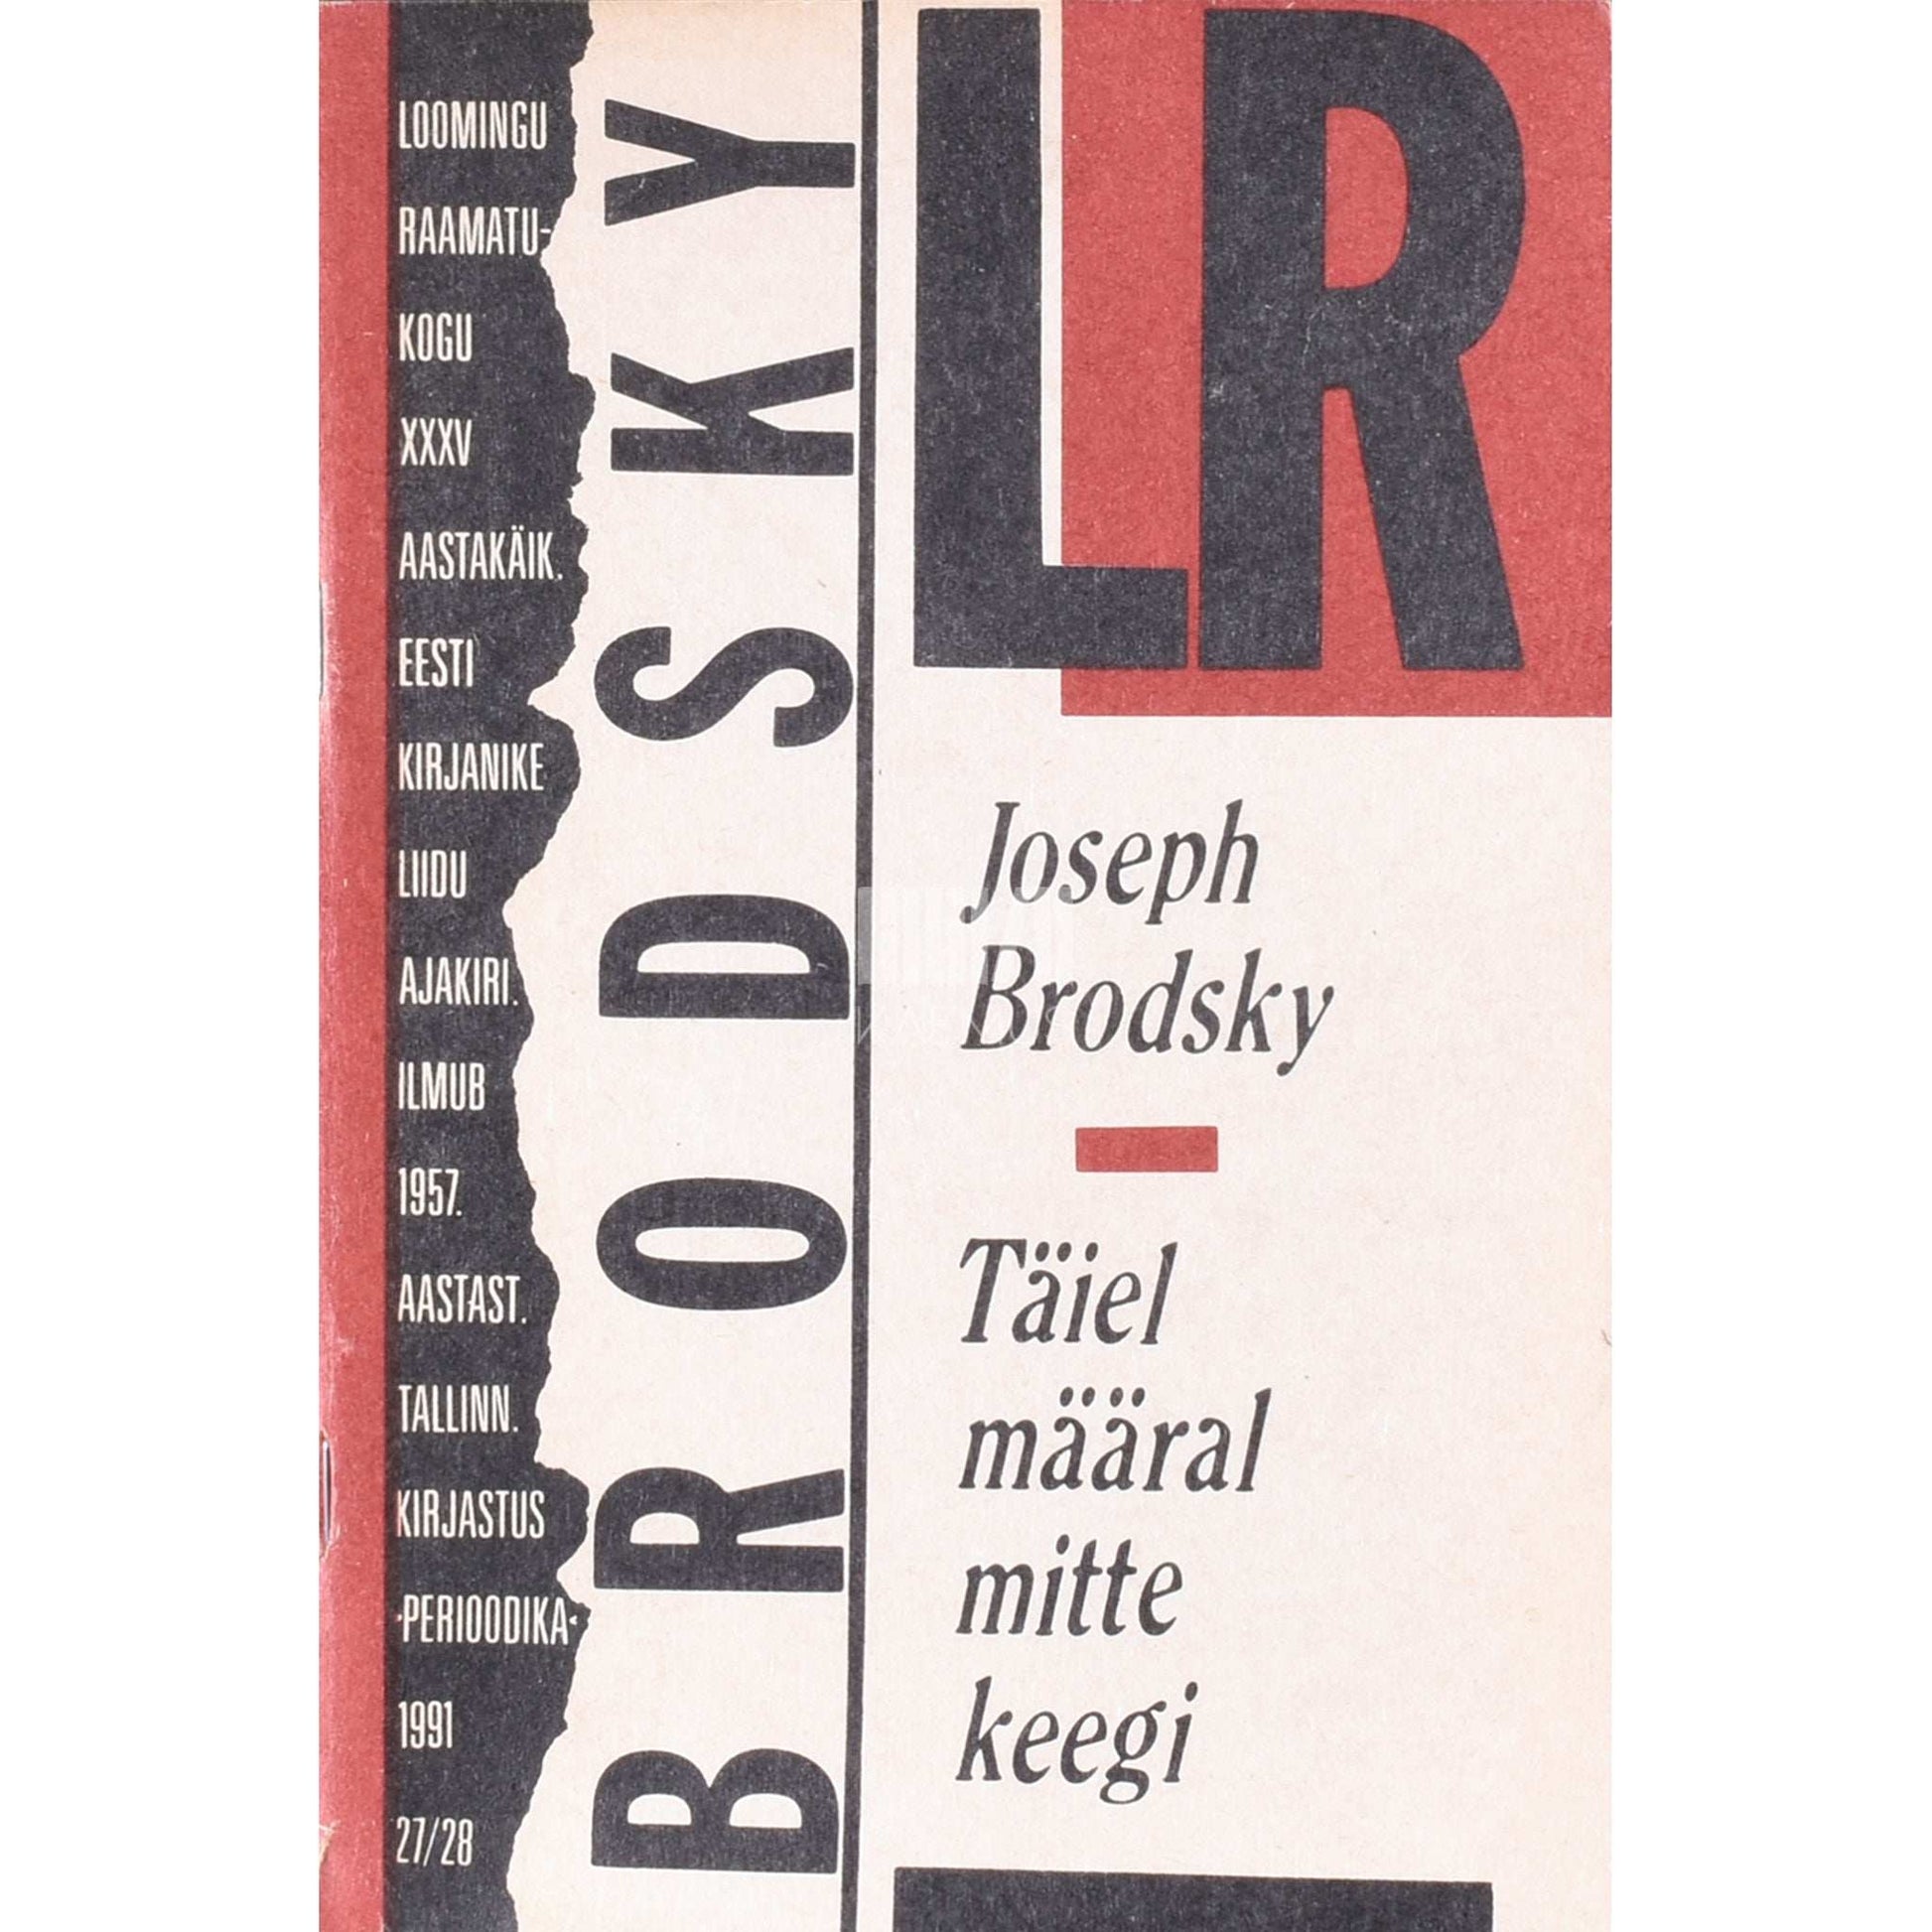 LOOMINGU
RAAMATU-
KOGU
XXXV
AASTAKÄIK.
EESTI
KIRJANIKE
LIIDU
AJAKIRI.
ILMUB
1957.
AASTAST.
TALLINN.
KIRJASTUS
·PERIOODIKA·
1991
27/28
BRODSKY
LR
Joseph
Brodsky
Täiel
määral
mitte
keegi